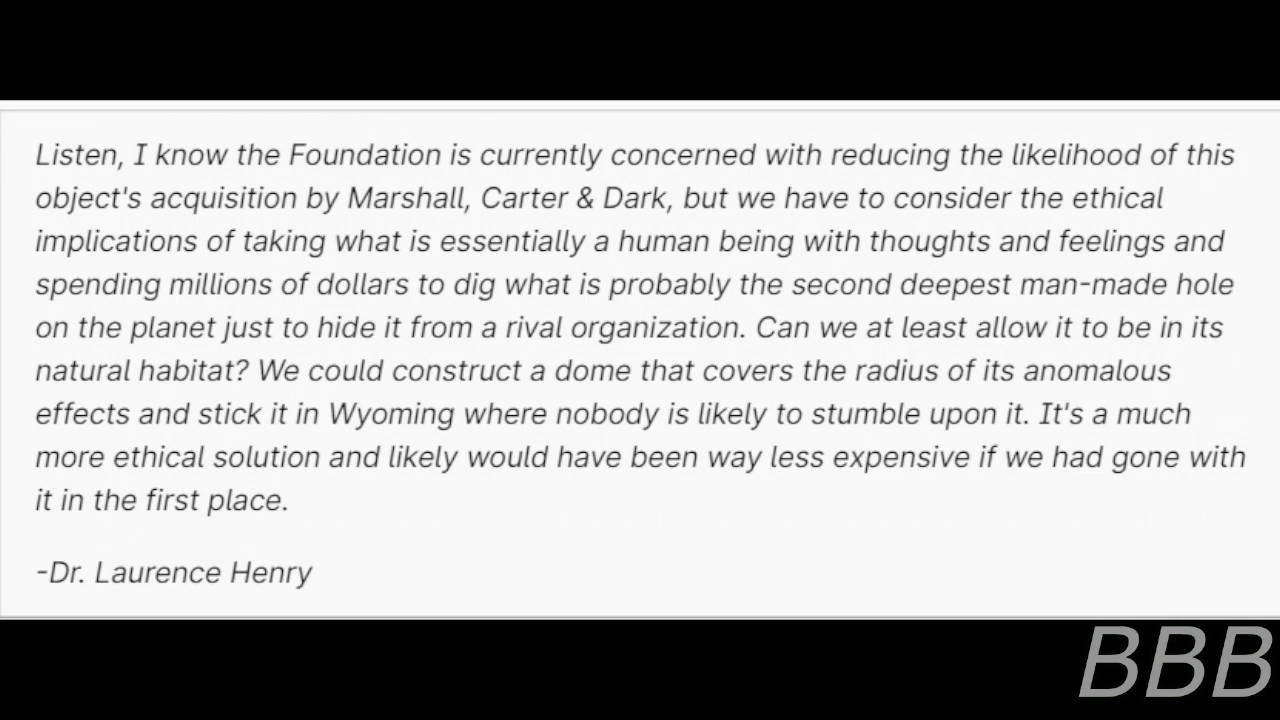 Listen, I know the Foundation is currently concerned with reducing the likelihood of this
object's acquisition by Marshall, Carter & Dark, but we have to consider the ethical
implications of taking what is essentially a human being with thoughts and feelings and
spending millions of dollars to dig what is probably the second deepest man-made hole
on the planet just to hide it from a rival organization. Can we at least allow it to be in its
natural habitat? We could construct a dome that covers the radius of its anomalous
effects and stick it in Wyoming where nobody is likely to stumble upon it. It's a much
more ethical solution and likely would have been way less expensive if we had gone with
it in the first place.
-Dr. Laurence Henry
BBB